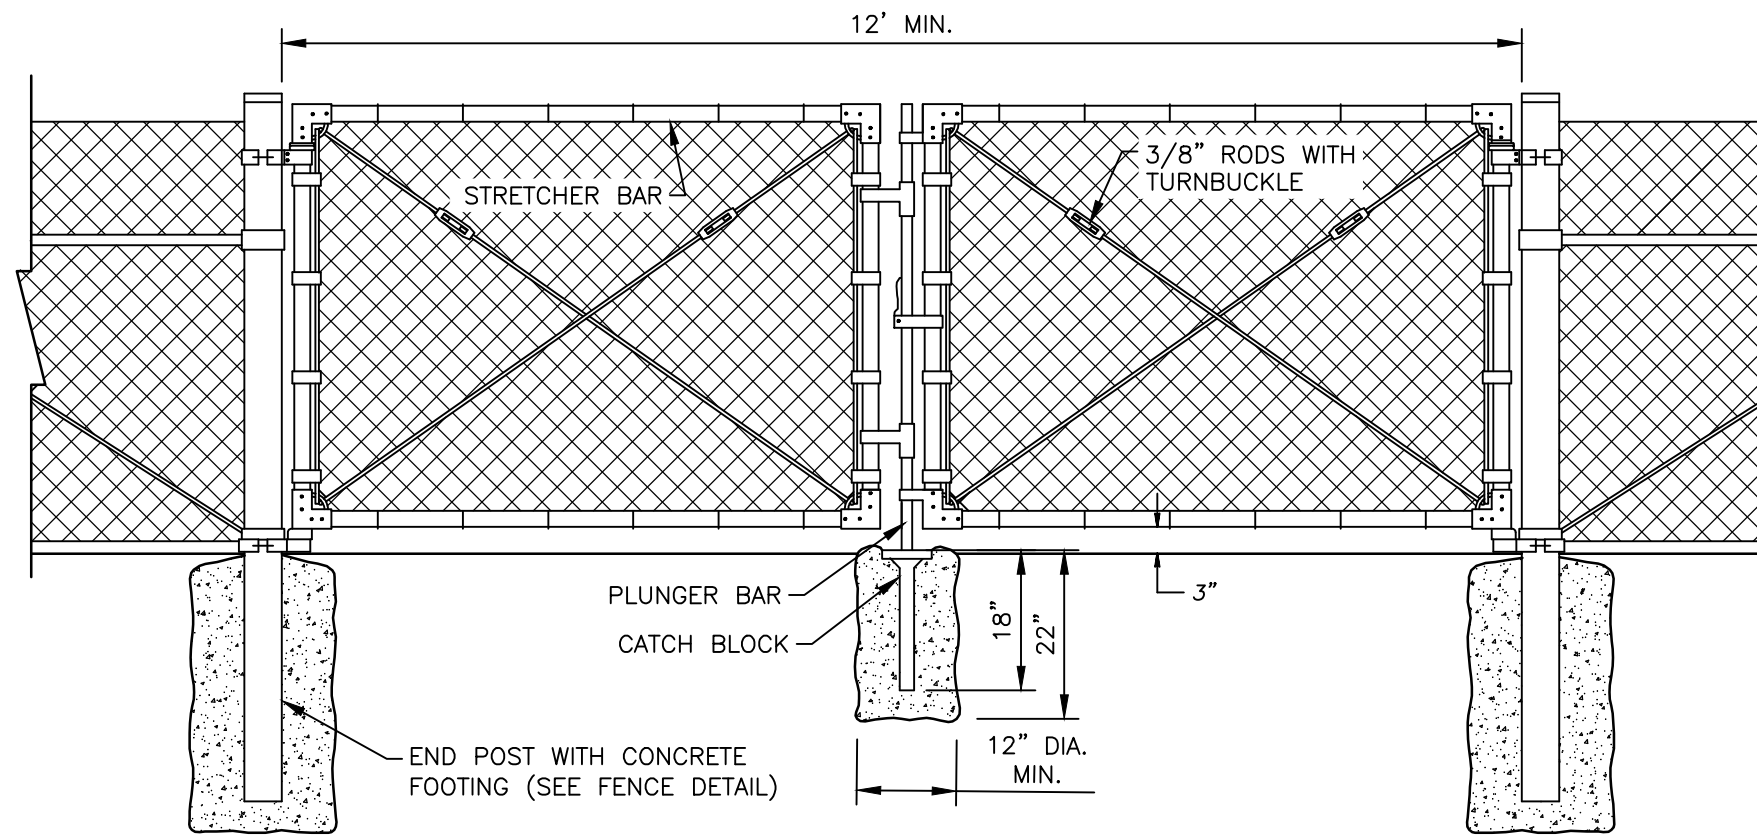 12' MIN.
STRETCHER BAR
3/8" RODS WITH
TURNBUCKLE
PLUNGER BAR
CATCH BLOCK
18"
22"
3"
END POST WITH CONCRETE
FOOTING (SEE FENCE DETAIL)
12" DIA.
MIN.